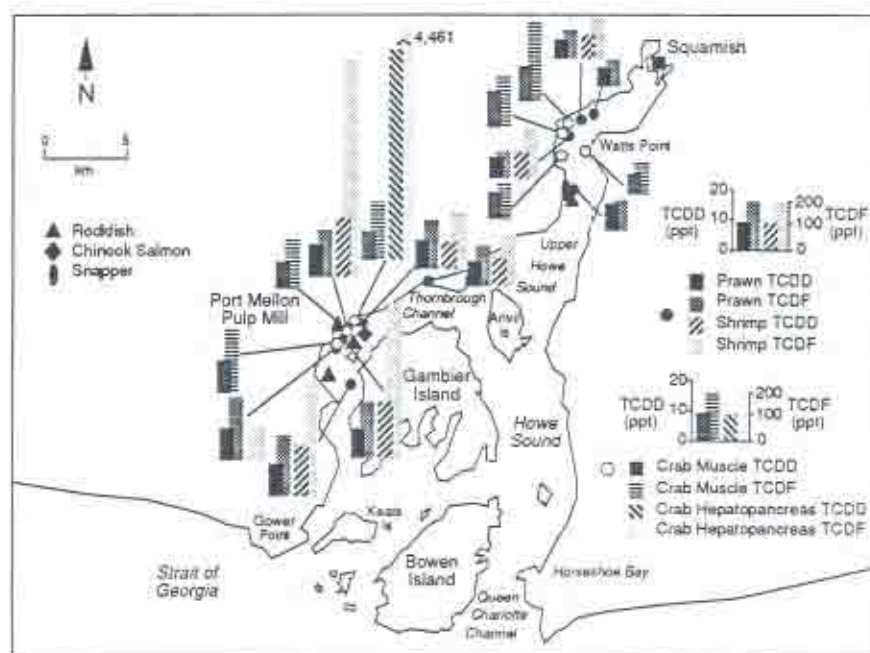 4,461
N
0 5
km
Squamish
Watts Point
Rockfish
Chinook Salmon
Snapper
Port Mellon
Pulp Mill
Thornbrough
Channel
Upper
Howe
Sound
Anvil
Is
Gambier
Island
Howe
Sound
20
10
0
TCDD
(ppt)
200
100
0
TCDF
(ppt)
Prawn TCDD
Prawn TCDF
Shrimp TCDD
Shrimp TCDF
20
10
0
TCDD
(ppt)
200
100
0
TCDF
(ppt)
Crab Muscle TCDD
Crab Muscle TCDF
Crab Hepatopancreas TCDD
Crab Hepatopancreas TCDF
Gower
Point
Keats
Is
Strait of
Georgia
Bowen
Island
Horseshoe Bay
Queen
Charlotte
Channel